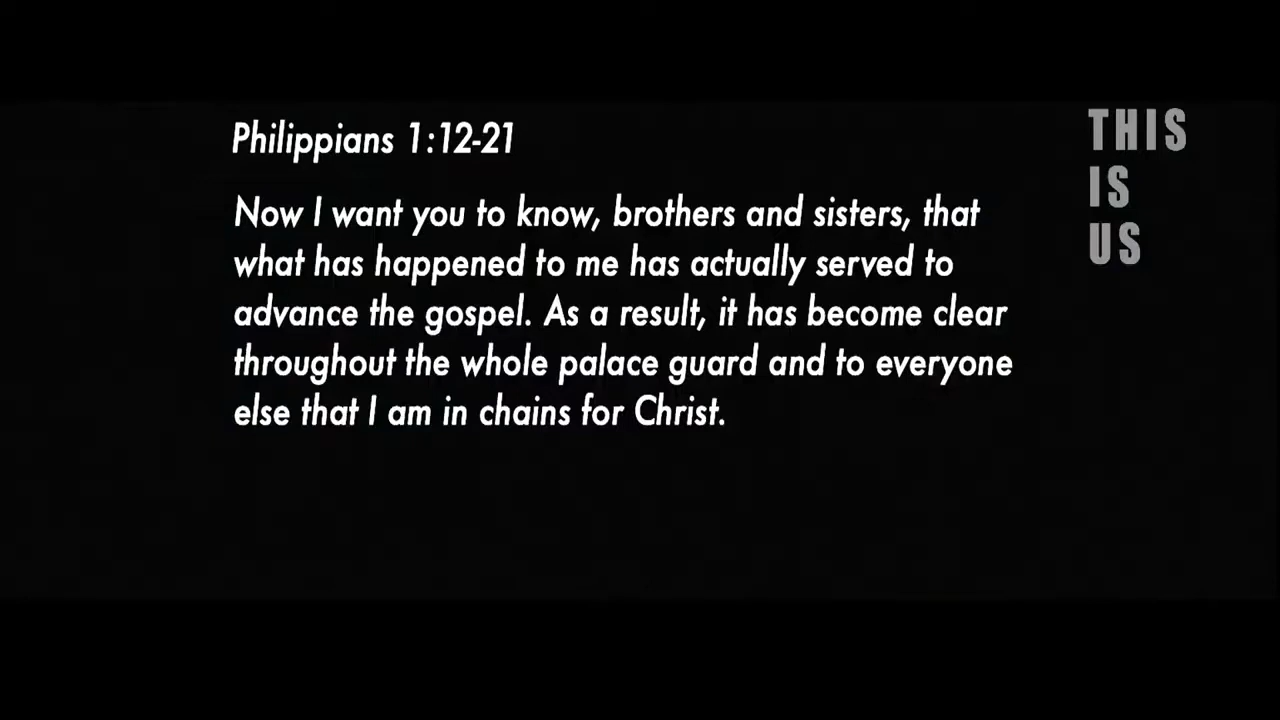 Philippians 1:12-21
Now I want you to know, brothers and sisters, that
what has happened to me has actually served to
advance the gospel. As a result, it has become clear
throughout the whole palace guard and to everyone
else that I am in chains for Christ.
THIS
IS
US